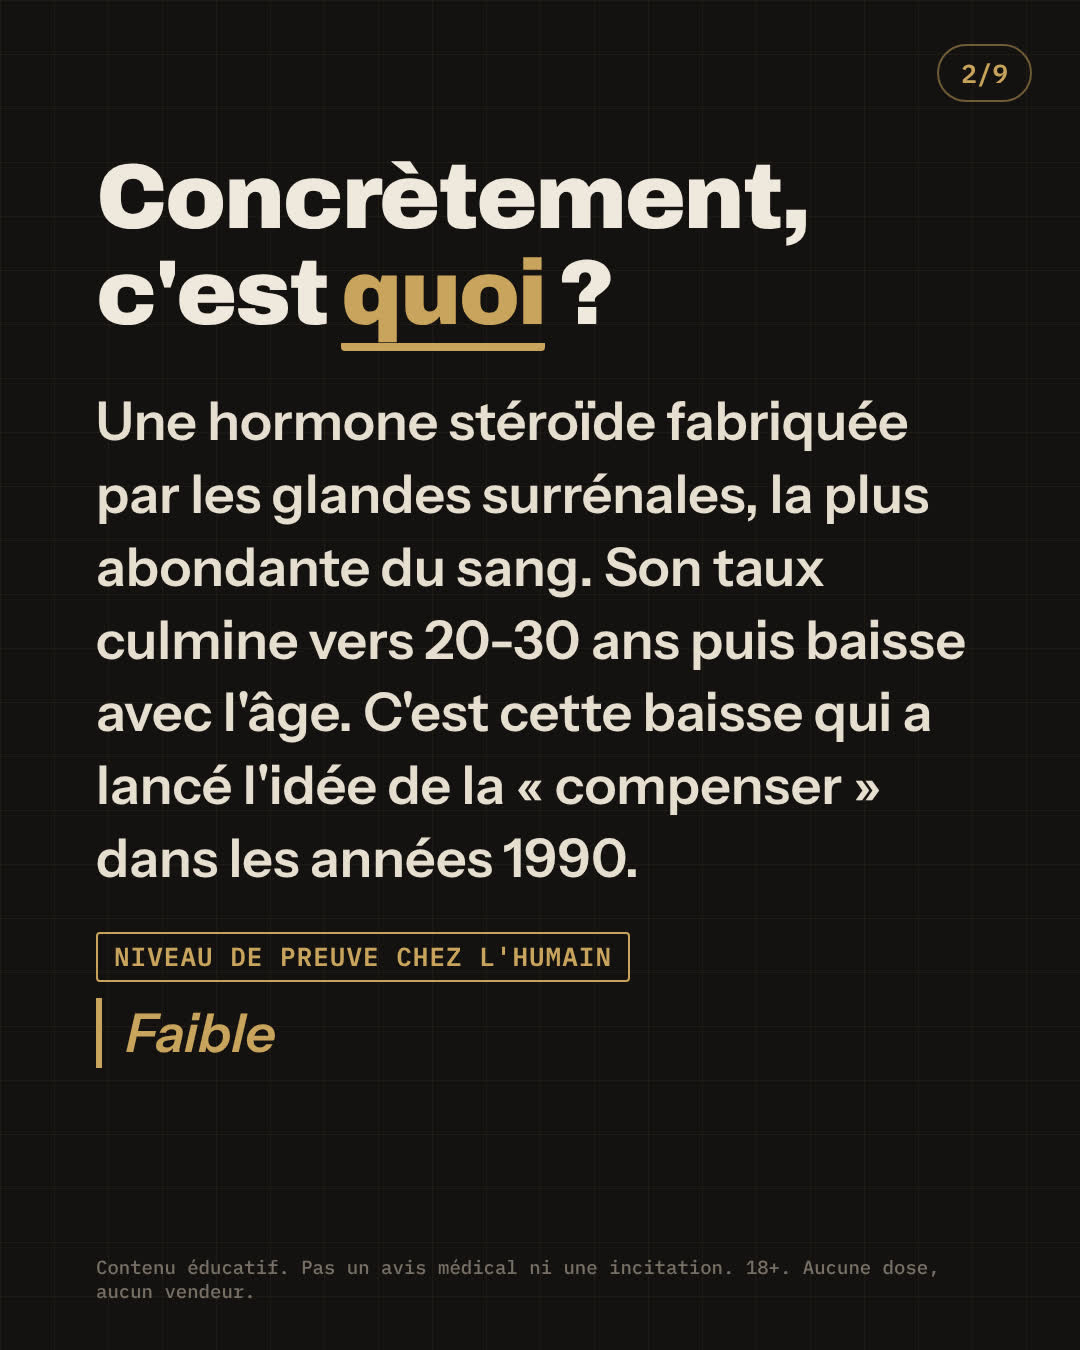 2/9
Concrètement,
c'est quoi ?
Une hormone stéroïde fabriquée
par les glandes surrénales, la plus
abondante du sang. Son taux
culmine vers 20-30 ans puis baisse
avec l'âge. C'est cette baisse qui a
lancé l'idée de la « compenser »
dans les années 1990.
NIVEAU DE PREUVE CHEZ L'HUMAIN
Faible
Contenu éducatif. Pas un avis médical ni une incitation. 18+. Aucune dose,
aucun vendeur.